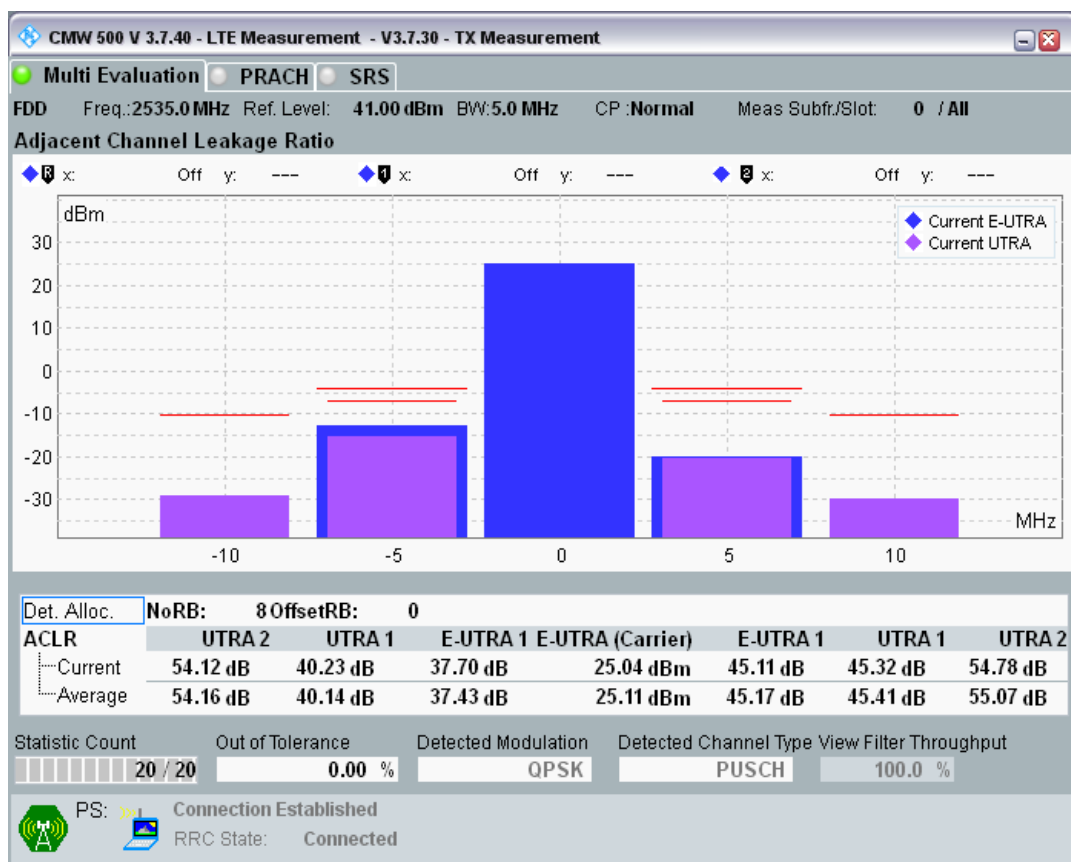 CMW 500 V 3.7.40 - LTE Measurement - V3.7.30 - TX Measurement
Multi Evaluation PRACH SRS
FDD Freq.:2535.0 MHz Ref. Level: 41.00 dBm BW:5.0 MHz CP :Normal Meas Subfr./Slot: 0 / All
Adjacent Channel Leakage Ratio
R x: Off y: --- 1 x: Off y: --- 2 x: Off y: ---
dBm
Current E-UTRA
Current UTRA
30
20
10
0
-10
-20
-30
MHz
-10 -5 0 5 10
Det. Alloc. NoRB: 8 OffsetRB: 0
ACLR UTRA 2 UTRA 1 E-UTRA 1 E-UTRA (Carrier) E-UTRA 1 UTRA 1 UTRA 2
Current 54.12 dB 40.23 dB 37.70 dB 25.04 dBm 45.11 dB 45.32 dB 54.78 dB
Average 54.16 dB 40.14 dB 37.43 dB 25.11 dBm 45.17 dB 45.41 dB 55.07 dB
Statistic Count Out of Tolerance Detected Modulation Detected Channel Type View Filter Throughput
20 / 20 0.00 % QPSK PUSCH 100.0 %
PS: Connection Established
RRC State: Connected